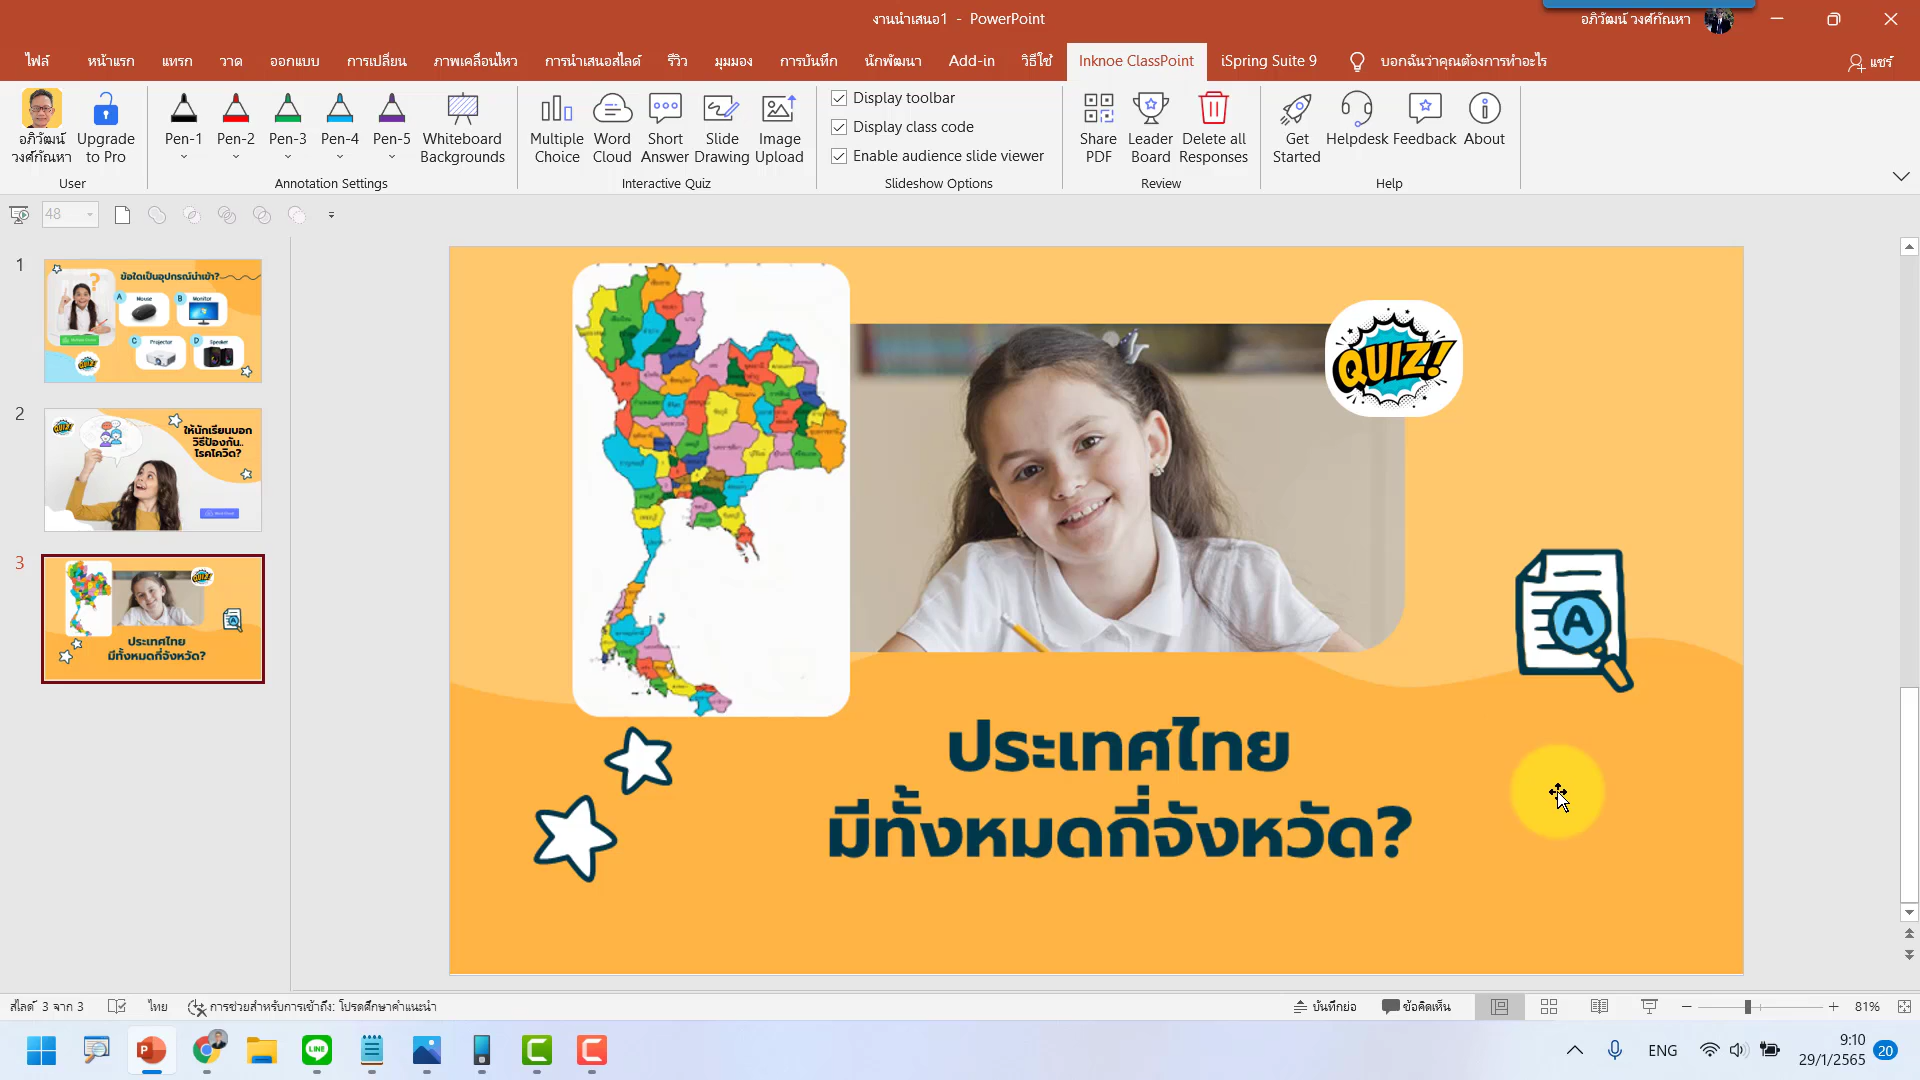 งานนำเสนอ1 - PowerPoint
อภิวัฒน์ วงศ์กัณหา
ไฟล์ หน้าแรก แทรก วาด ออกแบบ การเปลี่ยน ภาพเคลื่อนไหว การนำเสนอสไลด์ รีวิว มุมมอง การบันทึก นักพัฒนา Add-in วิธีใช้ Inknoe ClassPoint iSpring Suite 9 บอกฉันว่าคุณต้องการทำอะไร แชร์
อภิวัฒน์ วงศ์กัณหา
Upgrade to Pro
User
Pen-1 Pen-2 Pen-3 Pen-4 Pen-5 Whiteboard Backgrounds
Annotation Settings
Multiple Choice
Word Cloud
Short Answer
Slide Drawing
Image Upload
Interactive Quiz
Display toolbar
Display class code
Enable audience slide viewer
Slideshow Options
Share PDF
Leader Board
Delete all Responses
Review
Get Started
Helpdesk Feedback About
Help
48
1
ข้อใดเป็นอุปกรณ์นำเข้า?
A Mouse
B Monitor
C Projector
D Speaker
QUIZ!
2
QUIZ!
ให้นักเรียนบอก
วิธีป้องกัน..
โรคโควิด?
3
QUIZ!
A
ประเทศไทย
มีทั้งหมดกี่จังหวัด?
QUIZ!
A
ประเทศไทย
มีทั้งหมดกี่จังหวัด?
สไลด์ 3 จาก 3 ไทย การช่วยสำหรับการเข้าถึง: โปรดศึกษาคำแนะนำ บันทึกย่อ ข้อคิดเห็น 81%
LINE
ENG
9:10
29/1/2565
20